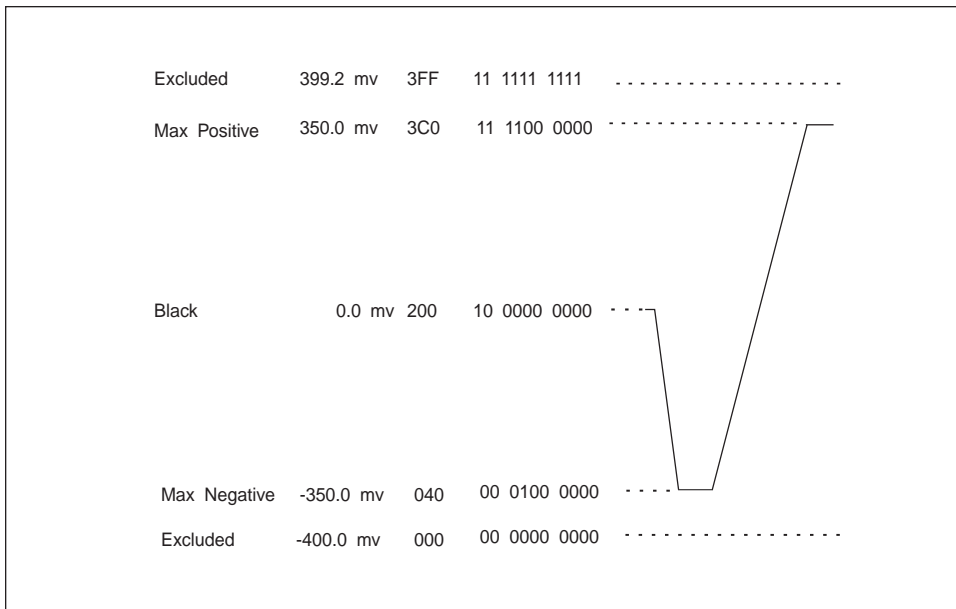 Excluded 399.2 mv 3FF 11 1111 1111
Max Positive 350.0 mv 3C0 11 1100 0000
Black 0.0 mv 200 10 0000 0000
Max Negative -350.0 mv 040 00 0100 0000
Excluded -400.0 mv 000 00 0000 0000